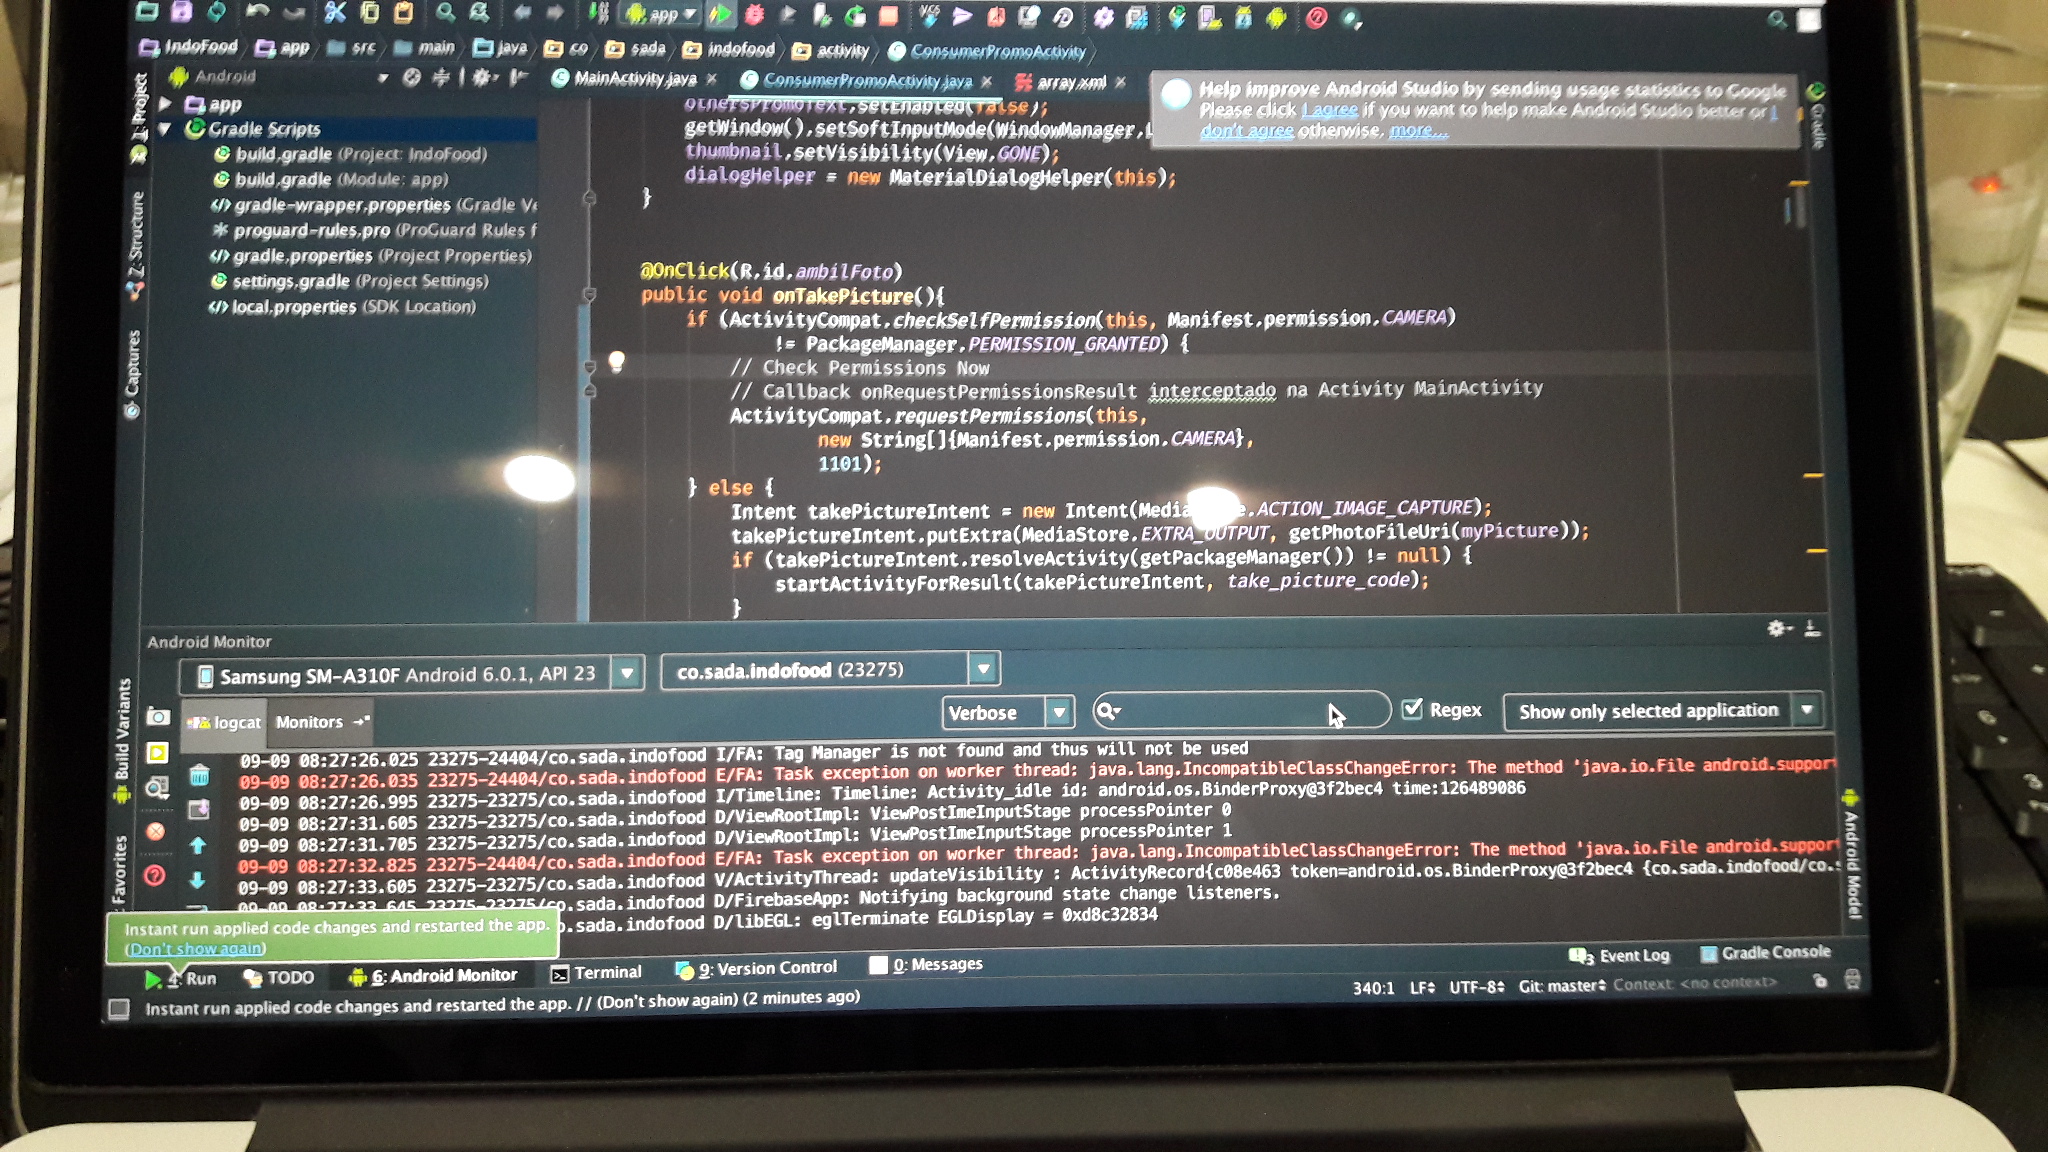 app
IndoFood app src main java co sada indofood activity ConsumerPromoActivity
1: Project
Android
MainActivity.java ConsumerPromoActivity.java array.xml
Help improve Android Studio by sending usage statistics to Google
Please click I agree if you want to help make Android Studio better or I
don't agree otherwise. more...
Gradle
app
Gradle Scripts
build.gradle (Project: IndoFood)
build.gradle (Module: app)
gradle-wrapper.properties (Gradle Ve
proguard-rules.pro (ProGuard Rules f
gradle.properties (Project Properties)
settings.gradle (Project Settings)
local.properties (SDK Location)
Z: Structure
Captures
othersPromoText.setEnabled(false);
getWindow().setSoftInputMode(WindowManager.L
thumbnail.setVisibility(View.GONE);
dialogHelper = new MaterialDialogHelper(this);
}
@OnClick(R.id.ambilFoto)
public void onTakePicture(){
if (ActivityCompat.checkSelfPermission(this, Manifest.permission.CAMERA)
!= PackageManager.PERMISSION_GRANTED) {
// Check Permissions Now
// Callback onRequestPermissionsResult interceptado na Activity MainActivity
ActivityCompat.requestPermissions(this,
new String[]{Manifest.permission.CAMERA},
1101);
} else {
Intent takePictureIntent = new Intent(Media .ACTION_IMAGE_CAPTURE);
takePictureIntent.putExtra(MediaStore.EXTRA_OUTPUT, getPhotoFileUri(myPicture));
if (takePictureIntent.resolveActivity(getPackageManager()) != null) {
startActivityForResult(takePictureIntent, take_picture_code);
}
Android Monitor
Samsung SM-A310F Android 6.0.1, API 23 co.sada.indofood (23275)
logcat Monitors Verbose Regex Show only selected application
Build Variants
Favorites
Android Model
09-09 08:27:26.025 23275-24404/co.sada.indofood I/FA: Tag Manager is not found and thus will not be used
09-09 08:27:26.035 23275-24404/co.sada.indofood E/FA: Task exception on worker thread: java.lang.IncompatibleClassChangeError: The method 'java.io.File android.suppor
09-09 08:27:26.995 23275-23275/co.sada.indofood I/Timeline: Timeline: Activity_idle id: android.os.BinderProxy@3f2bec4 time:126489086
09-09 08:27:31.605 23275-23275/co.sada.indofood D/ViewRootImpl: ViewPostImeInputStage processPointer 0
09-09 08:27:31.705 23275-23275/co.sada.indofood D/ViewRootImpl: ViewPostImeInputStage processPointer 1
09-09 08:27:32.825 23275-24404/co.sada.indofood E/FA: Task exception on worker thread: java.lang.IncompatibleClassChangeError: The method 'java.io.File android.suppor
09-09 08:27:33.605 23275-23275/co.sada.indofood V/ActivityThread: updateVisibility : ActivityRecord{c08e463 token=android.os.BinderProxy@3f2bec4 {co.sada.indofood/co.s
09-09 08:27:33.645 23275-23275/co.sada.indofood D/FirebaseApp: Notifying background state change listeners.
o.sada.indofood D/libEGL: eglTerminate EGLDisplay = 0xd8c32834
Instant run applied code changes and restarted the app.
(Don't show again)
4: Run TODO 6: Android Monitor Terminal 9: Version Control 0: Messages 3 Event Log Gradle Console
Instant run applied code changes and restarted the app. // (Don't show again) (2 minutes ago) 340:1 LF UTF-8 Git: master Context: <no context>